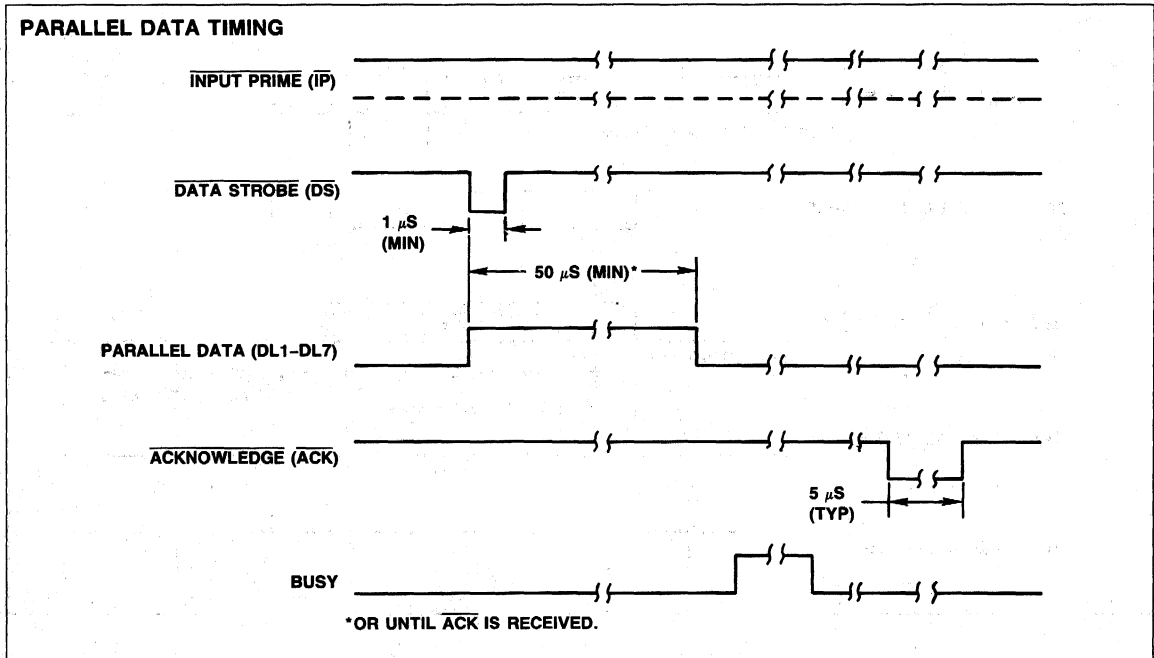 PARALLEL DATA TIMING
INPUT PRIME (IP)
DATA STROBE (DS)
1 μS
(MIN)
50 μS (MIN)*
PARALLEL DATA (DL1–DL7)
ACKNOWLEDGE (ACK)
5 μS
(TYP)
BUSY
*OR UNTIL ACK IS RECEIVED.